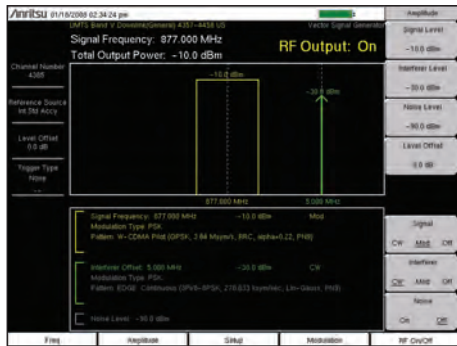 Anritsu 01/16/2008 02:34:24 pm
UMTS Band V Downlink(General) 4357-4458 US
Vector Signal Generator
Signal Frequency: 877.000 MHz
Total Output Power: -10.0 dBm
RF Output: On
Channel Number
4385
Reference Source
Int Std Accy
Level Offset
0.0 dB
Trigger Type
None
---
-10.0 dBm
-30.0 dBm
877.000 MHz
5.000 MHz
Signal Frequency: 877.000 MHz -10.0 dBm Mod
Modulation Type: PSK,
Pattern: W-CDMA Pilot (QPSK, 3.84 Msym/s, RRC, alpha=0.22, PN9)
Interferer Offset: 5.000 MHz -30.0 dBm CW
Modulation Type: PSK,
Pattern: EDGE: Continuous (3Pi/8-8PSK, 270.833 ksym/sec, Lin-Gauss, PN9)
Noise Level: -90.0 dBm
Amplitude
Signal Level
-10.0 dBm
Interferer Level
-30.0 dBm
Noise Level
-90.0 dBm
Level Offset
0.0 dB
Signal
CW Mod Off
Interferer
CW Mod Off
Noise
On Off
Freq Amplitude Setup Modulation RF On/Off